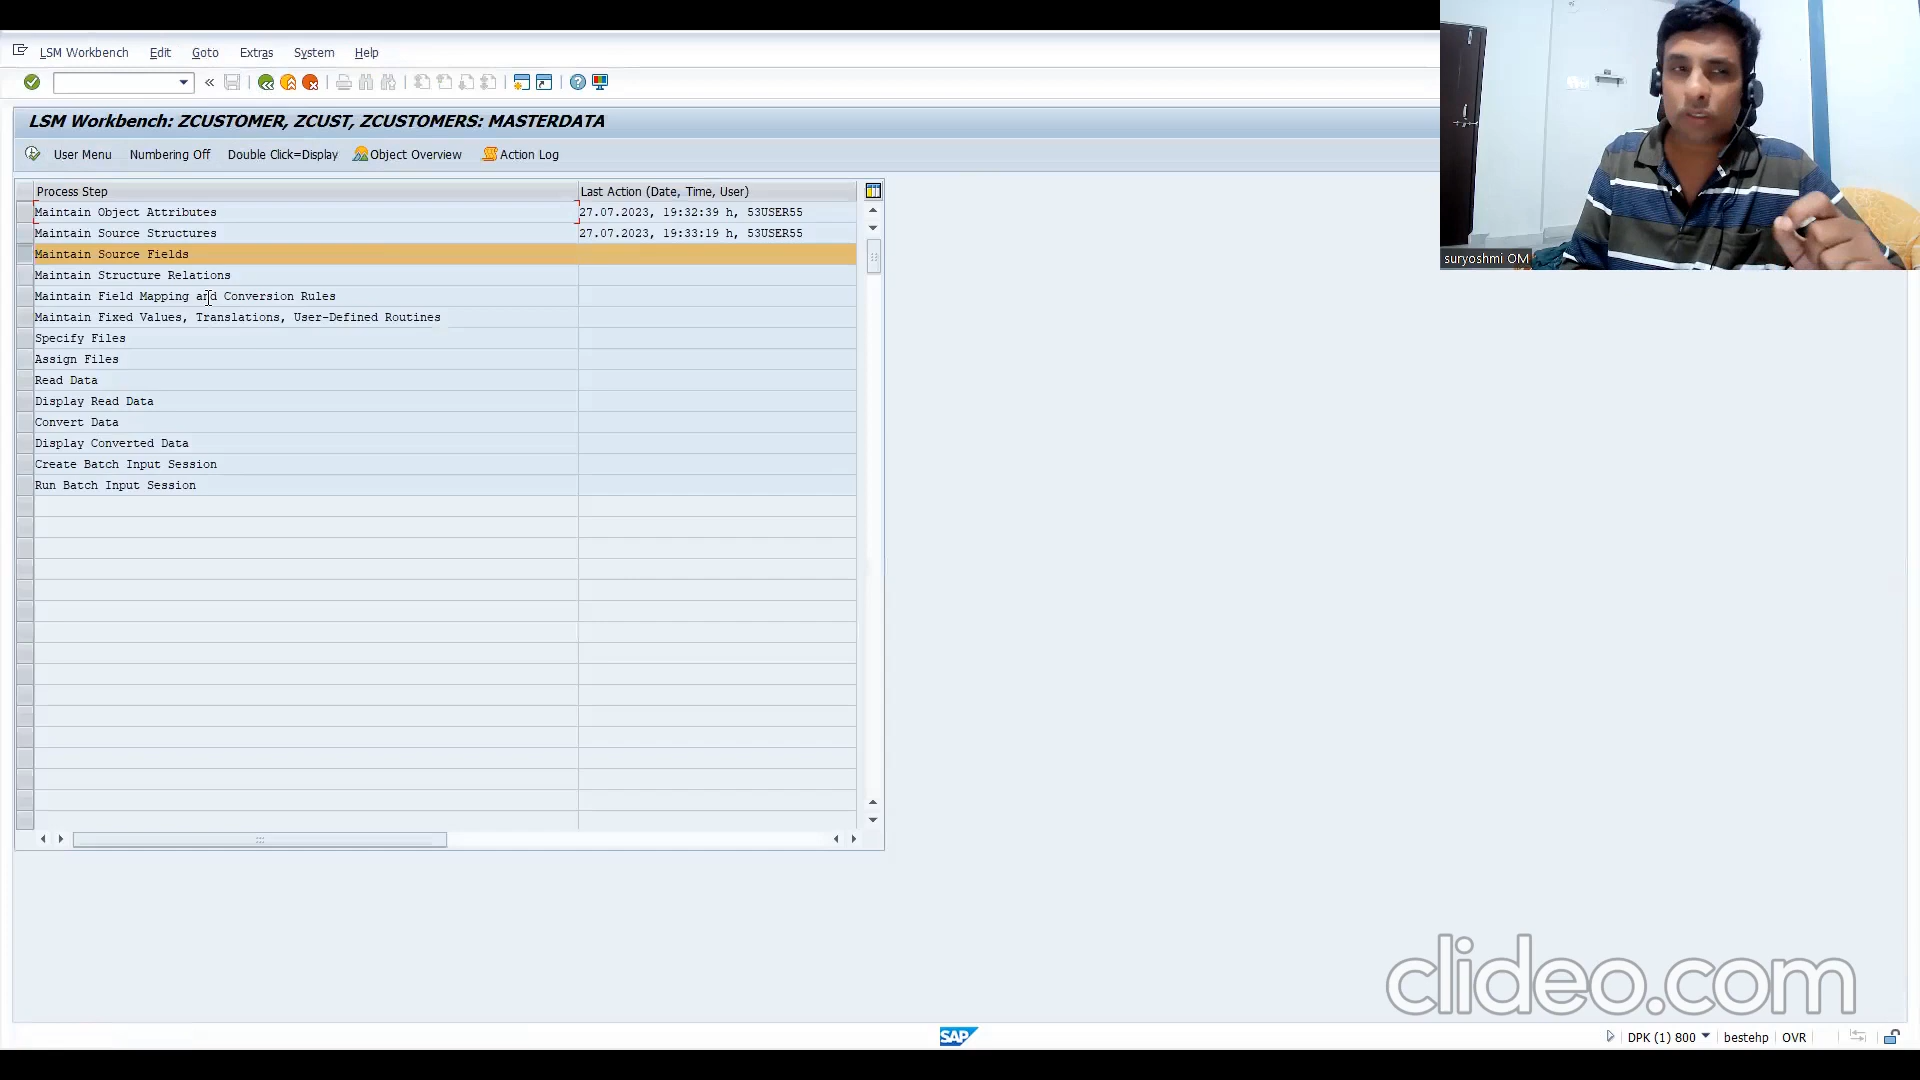 LSM Workbench Edit Goto Extras System Help
LSM Workbench: ZCUSTOMER, ZCUST, ZCUSTOMERS: MASTERDATA
User Menu Numbering Off Double Click=Display Object Overview Action Log
Process Step Last Action (Date, Time, User)
Maintain Object Attributes 27.07.2023, 19:32:39 h, 53USER55
Maintain Source Structures 27.07.2023, 19:33:19 h, 53USER55
Maintain Source Fields
Maintain Structure Relations
Maintain Field Mapping and Conversion Rules
Maintain Fixed Values, Translations, User-Defined Routines
Specify Files
Assign Files
Read Data
Display Read Data
Convert Data
Display Converted Data
Create Batch Input Session
Run Batch Input Session
suryoshmi OM
clideo.com
SAP
DPK (1) 800 bestehp OVR